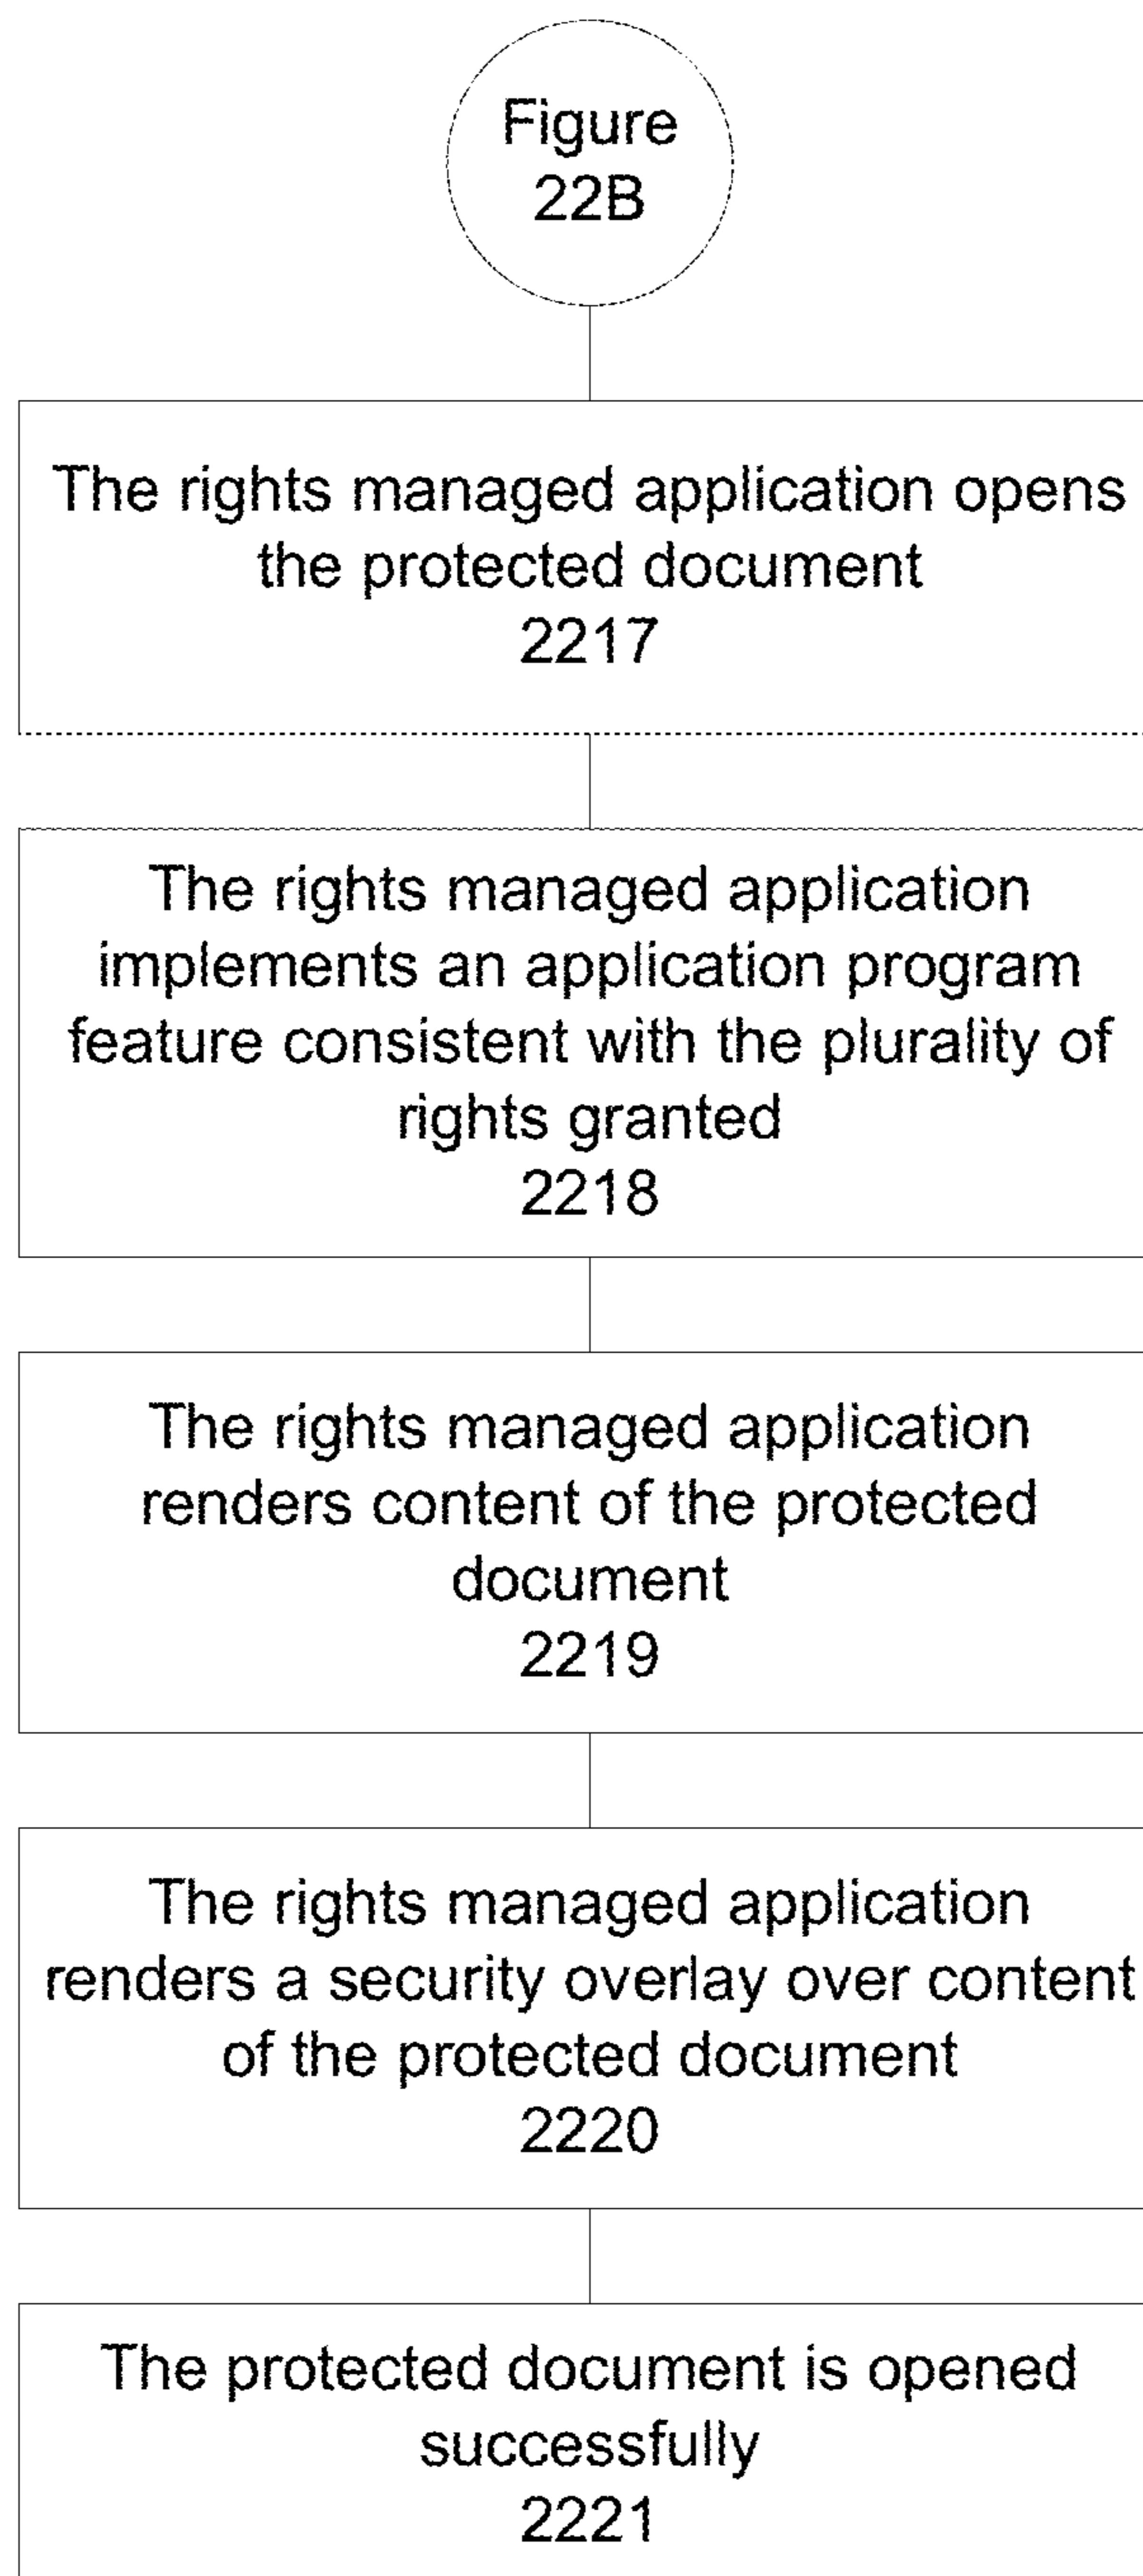 Figure
22B
The rights managed application opens
the protected document
2217
The rights managed application
implements an application program
feature consistent with the plurality of
rights granted
2218
The rights managed application
renders content of the protected
document
2219
The rights managed application
renders a security overlay over content
of the protected document
2220
The protected document is opened
successfully
2221